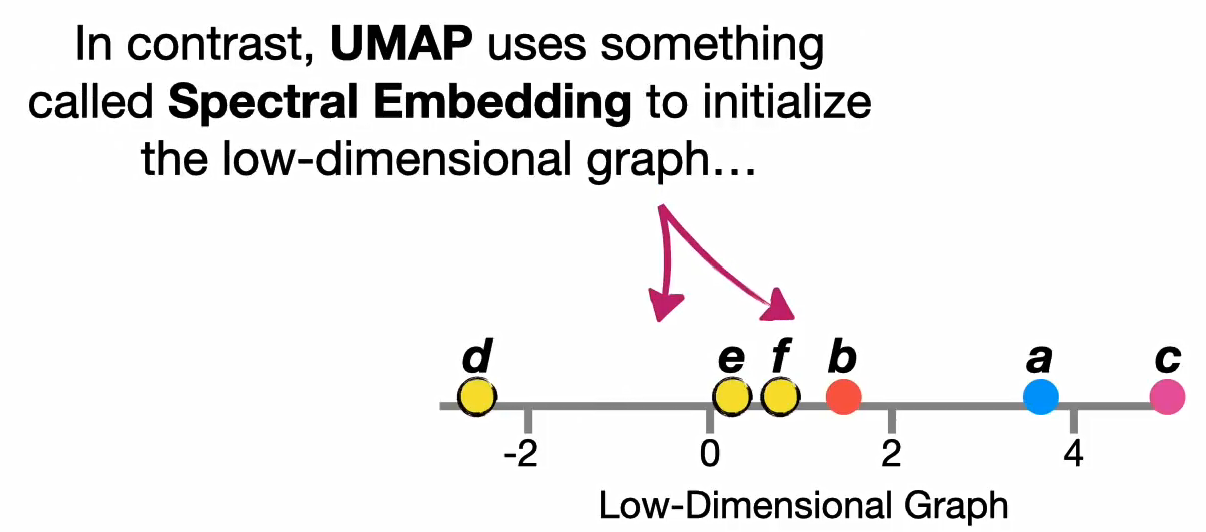 In contrast, UMAP uses something
called Spectral Embedding to initialize
the low-dimensional graph…
d e f b a c
-2 0 2 4
Low-Dimensional Graph